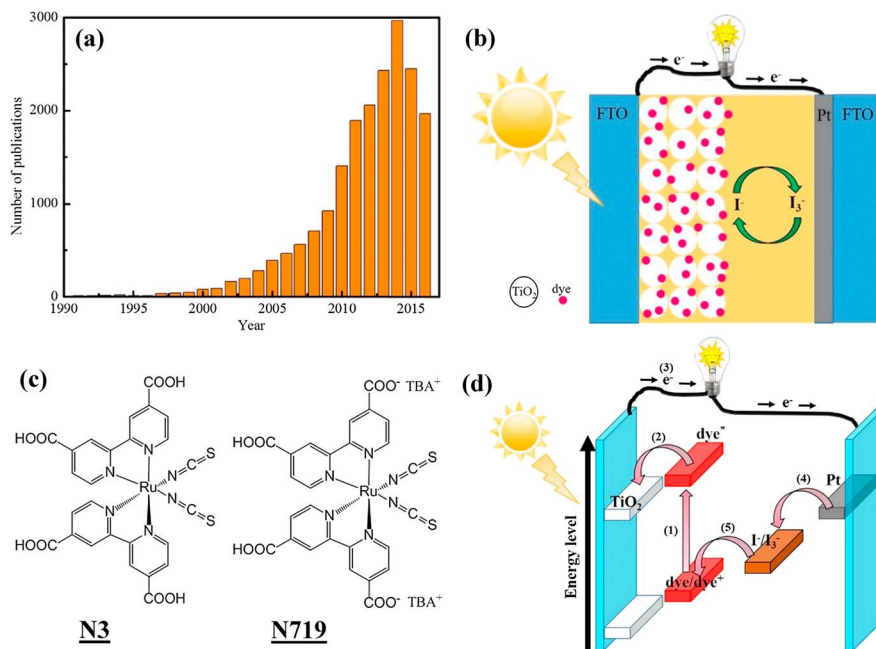 (a)
Number of publications
3000
2000
1000
0
1990
1995
2000
2005
2010
2015
Year
(b)
e⁻
e⁻
FTO
Pt
FTO
I⁻
I₃⁻
TiO₂
dye
(c)
COOH
HOOC
N
N
N=C=S
Ru
N=C=S
N
N
HOOC
COOH
N3
COO⁻ TBA⁺
HOOC
N
N
N=C=S
Ru
N=C=S
N
N
HOOC
COO⁻ TBA⁺
N719
(d)
(3)
e⁻
e⁻
Energy level
(2)
dye*
TiO₂
(4)
Pt
(1)
(5)
I⁻/I₃⁻
dye/dye⁺